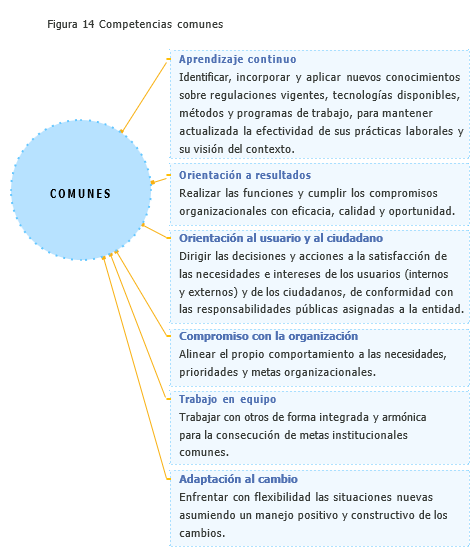 Figura 14 Competencias comunes
COMUNES
Aprendizaje continuo
Identificar, incorporar y aplicar nuevos conocimientos
sobre regulaciones vigentes, tecnologías disponibles,
métodos y programas de trabajo, para mantener
actualizada la efectividad de sus prácticas laborales y
su visión del contexto.
Orientación a resultados
Realizar las funciones y cumplir los compromisos
organizacionales con eficacia, calidad y oportunidad.
Orientación al usuario y al ciudadano
Dirigir las decisiones y acciones a la satisfacción de
las necesidades e intereses de los usuarios (internos
y externos) y de los ciudadanos, de conformidad con
las responsabilidades públicas asignadas a la entidad.
Compromiso con la organización
Alinear el propio comportamiento a las necesidades,
prioridades y metas organizacionales.
Trabajo en equipo
Trabajar con otros de forma integrada y armónica
para la consecución de metas institucionales
comunes.
Adaptación al cambio
Enfrentar con flexibilidad las situaciones nuevas
asumiendo un manejo positivo y constructivo de los
cambios.